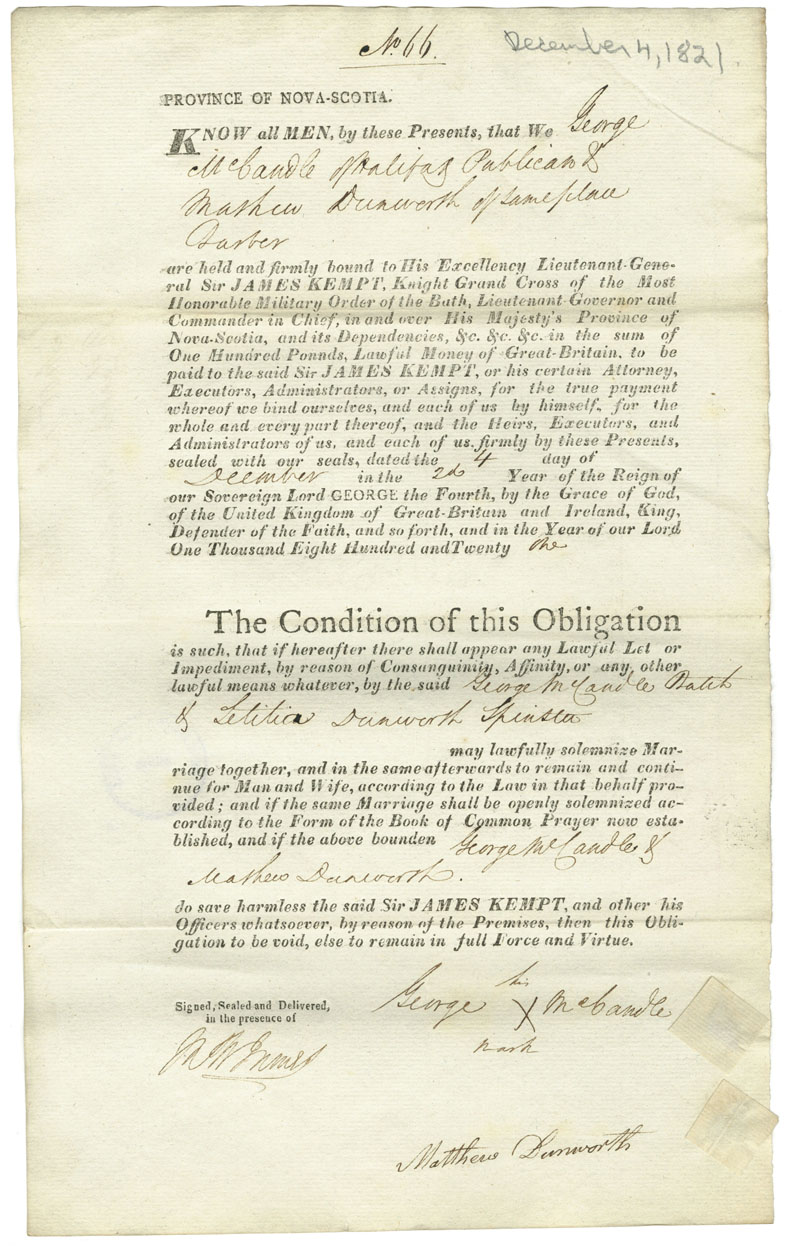 No 66.
December 4, 1821.
PROVINCE OF NOVA-SCOTIA.
KNOW all MEN, by these Presents, that We George
McCandle of Halifax Publican &
Mathew Dunworth of same place
Barber
are held and firmly bound to His Excellency Lieutenant-Gene-
ral Sir JAMES KEMPT, Knight Grand Cross of the Most
Honorable Military Order of the Bath, Lieutenant-Governor and
Commander in Chief, in and over His Majesty's Province of
Nova-Scotia, and its Dependencies, &c. &c. &c. in the sum of
One Hundred Ponnds, Lawful Money of Great-Britain, to be
paid to the said Sir JAMES KEMPT, or his certain Attorney,
Executors, Administrators, or Assigns, for the true payment
whereof we bind ourselves, and each of us by himself, for the
whole and every part thereof, and the Heirs, Executors, and
Administrators of us, and each of us, firmly by these Presents,
sealed with our seals, dated the 4 day of
December in the 2d Year of the Reign of
our Sovereign Lord GEORGE the Fourth, by the Grace of God,
of the United Kingdom of Great-Britain and Ireland, King,
Defender of the Faith, and so forth, and in the Year of our Lord
One Thousand Eight Hundred and Twenty one
The Condition of this Obligation
is such, that if hereafter there shall appear any Lawful Let or
Impediment, by reason of Consanguinity, Affinity, or any, other
lawful means whatever, by the said George McCandle Batch
& Letitia Dunworth Spinster
may lawfully solemnize Mar-
riage together, and in the same afterwards to remain and conti-
nue for Man and Wife, according to the Law in that behalf pro-
vided; and if the same Marriage shall be openly solemnized ac-
cording to the Form of the Book of Common Prayer now esta-
blished, and if the above bounden George McCandle &
Mathew Dunworth.
do save harmless the said Sir JAMES KEMPT, and other his
Officers whatsoever, by reason of the Premises, then this Obli-
gation to be void, else to remain in full Force and Virtue.
Signed, Sealed and Delivered,
in the presence of
his
George X McCandle
mark
Matthew Dunworth